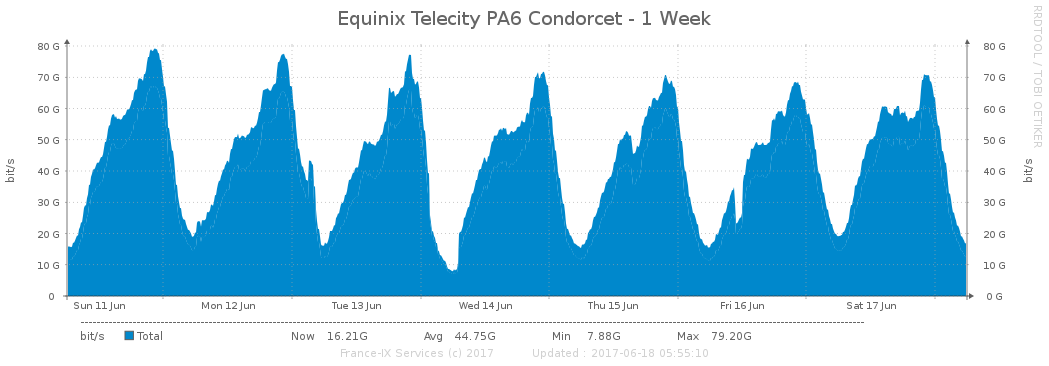 Equinix Telecity PA6 Condorcet - 1 Week
RRDTOOL / TOBI OETIKER
80 G 80 G
70 G 70 G
60 G 60 G
50 G 50 G
40 G 40 G
30 G 30 G
20 G 20 G
10 G 10 G
0 0 G
bit/s bit/s
Sun 11 Jun Mon 12 Jun Tue 13 Jun Wed 14 Jun Thu 15 Jun Fri 16 Jun Sat 17 Jun
bit/s Total Now 16.21G Avg 44.75G Min 7.88G Max 79.20G
France-IX Services (c) 2017 Updated : 2017-06-18 05:55:10